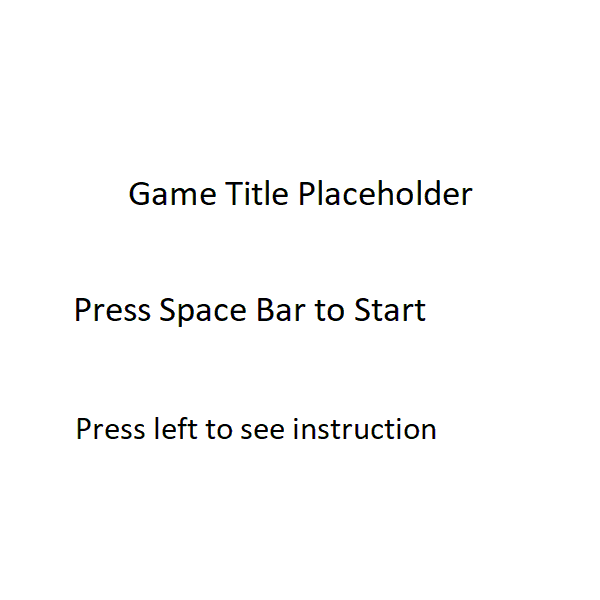 Game Title Placeholder
Press Space Bar to Start
Press left to see instruction